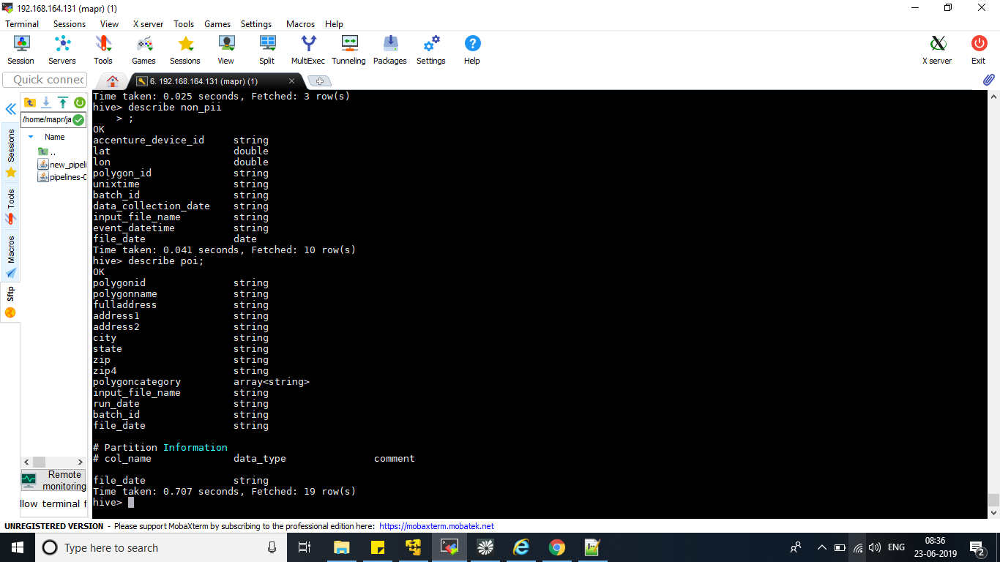 192.168.164.131 (mapr) (1)
Terminal Sessions View X server Tools Games Settings Macros Help
Session Servers Tools Games Sessions View Split MultiExec Tunneling Packages Settings Help X server Exit
Quick connec
6. 192.168.164.131 (mapr) (1)
/home/mapr/ja
Name
..
new_pipeli
pipelines-0
Sessions
Tools
Macros
Sftp
Time taken: 0.025 seconds, Fetched: 3 row(s)
hive> describe non_pii
    > ;
OK
accenture_device_id     string
lat                     double
lon                     double
polygon_id              string
unixtime                string
batch_id                string
data_collection_date    string
input_file_name         string
event_datetime          string
file_date               date
Time taken: 0.041 seconds, Fetched: 10 row(s)
hive> describe poi;
OK
polygonid               string
polygonname             string
fulladdress             string
address1                string
address2                string
city                    string
state                   string
zip                     string
zip4                    string
polygoncategory         array<string>
input_file_name         string
run_date                string
batch_id                string
file_date               string
# Partition Information
# col_name              data_type               comment
file_date               string
Time taken: 0.707 seconds, Fetched: 19 row(s)
hive>
Remote
monitoring
llow terminal f
UNREGISTERED VERSION - Please support MobaXterm by subscribing to the professional edition here: https://mobaxterm.mobatek.net
Type here to search
ENG
08:36
23-06-2019
2